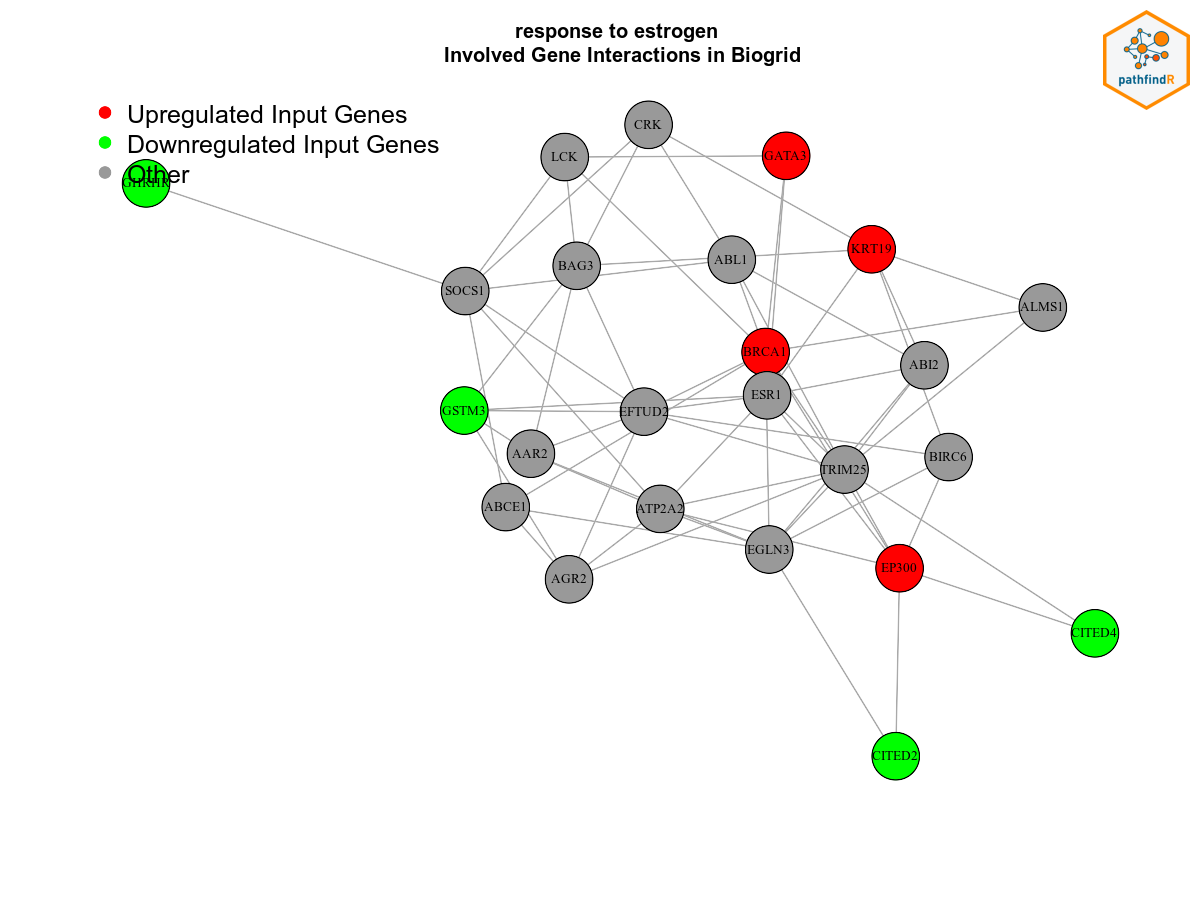 response to estrogen
Involved Gene Interactions in Biogrid
pathfindR
Upregulated Input Genes
Downregulated Input Genes
Other
GHRHR
CRK
LCK
GATA3
KRT19
BAG3
ABL1
SOCS1
ALMS1
BRCA1
ABI2
ESR1
GSTM3
EFTUD2
AAR2
BIRC6
TRIM25
ABCE1
ATP2A2
EGLN3
EP300
AGR2
CITED4
CITED2